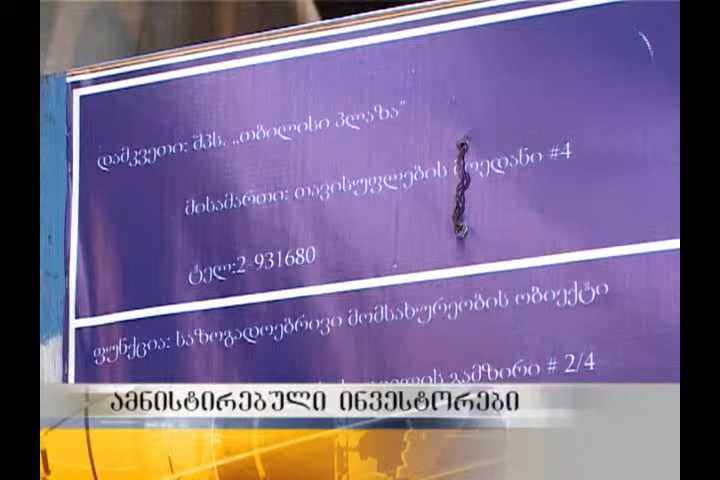 დამკვეთი: შპს. „თბილისი პლაზა"
მისამართი: თავისუფლების მოედანი #4
ტელ:2-931680
ფუნქცია: საზოგადოებრივი მომსახურეობის ობიექტი
გამზირი # 2/4
ამნისტირებული ინვესტორები